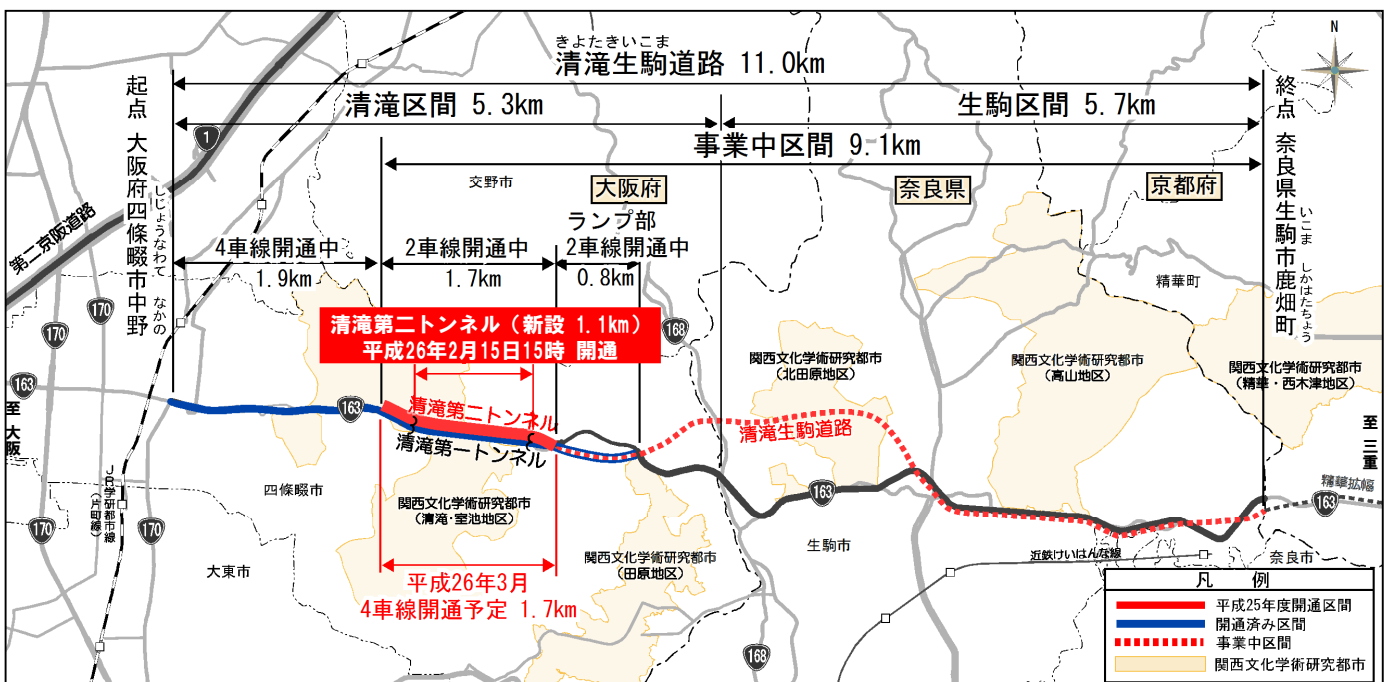 きよたきいこま
清滝生駒道路 11.0km
清滝区間 5.3km
生駒区間 5.7km
事業中区間 9.1km
起点 大阪府四條畷市中野
しじょうなわて なかの
終点 奈良県生駒市鹿畑町
いこま しかはたちょう
N
1
第二京阪道路
交野市
大阪府
奈良県
京都府
ランプ部
4車線開通中
2車線開通中
2車線開通中
1.9km
1.7km
0.8km
精華町
170
170
168
清滝第二トンネル(新設 1.1km)
平成26年2月15日15時 開通
関西文化学術研究都市
(北田原地区)
関西文化学術研究都市
(高山地区)
関西文化学術研究都市
(精華・西木津地区)
163
至 大阪
163
清滝第二トンネル
清滝第一トンネル
清滝生駒道路
至 三重
JR学研都市線
(片町線)
四條畷市
関西文化学術研究都市
(清滝・室池地区)
163
精華拡幅
163
170
170
大東市
関西文化学術研究都市
(田原地区)
生駒市
近鉄けいはんな線
奈良市
平成26年3月
4車線開通予定 1.7km
168
凡 例
平成25年度開通区間
開通済み区間
事業中区間
関西文化学術研究都市